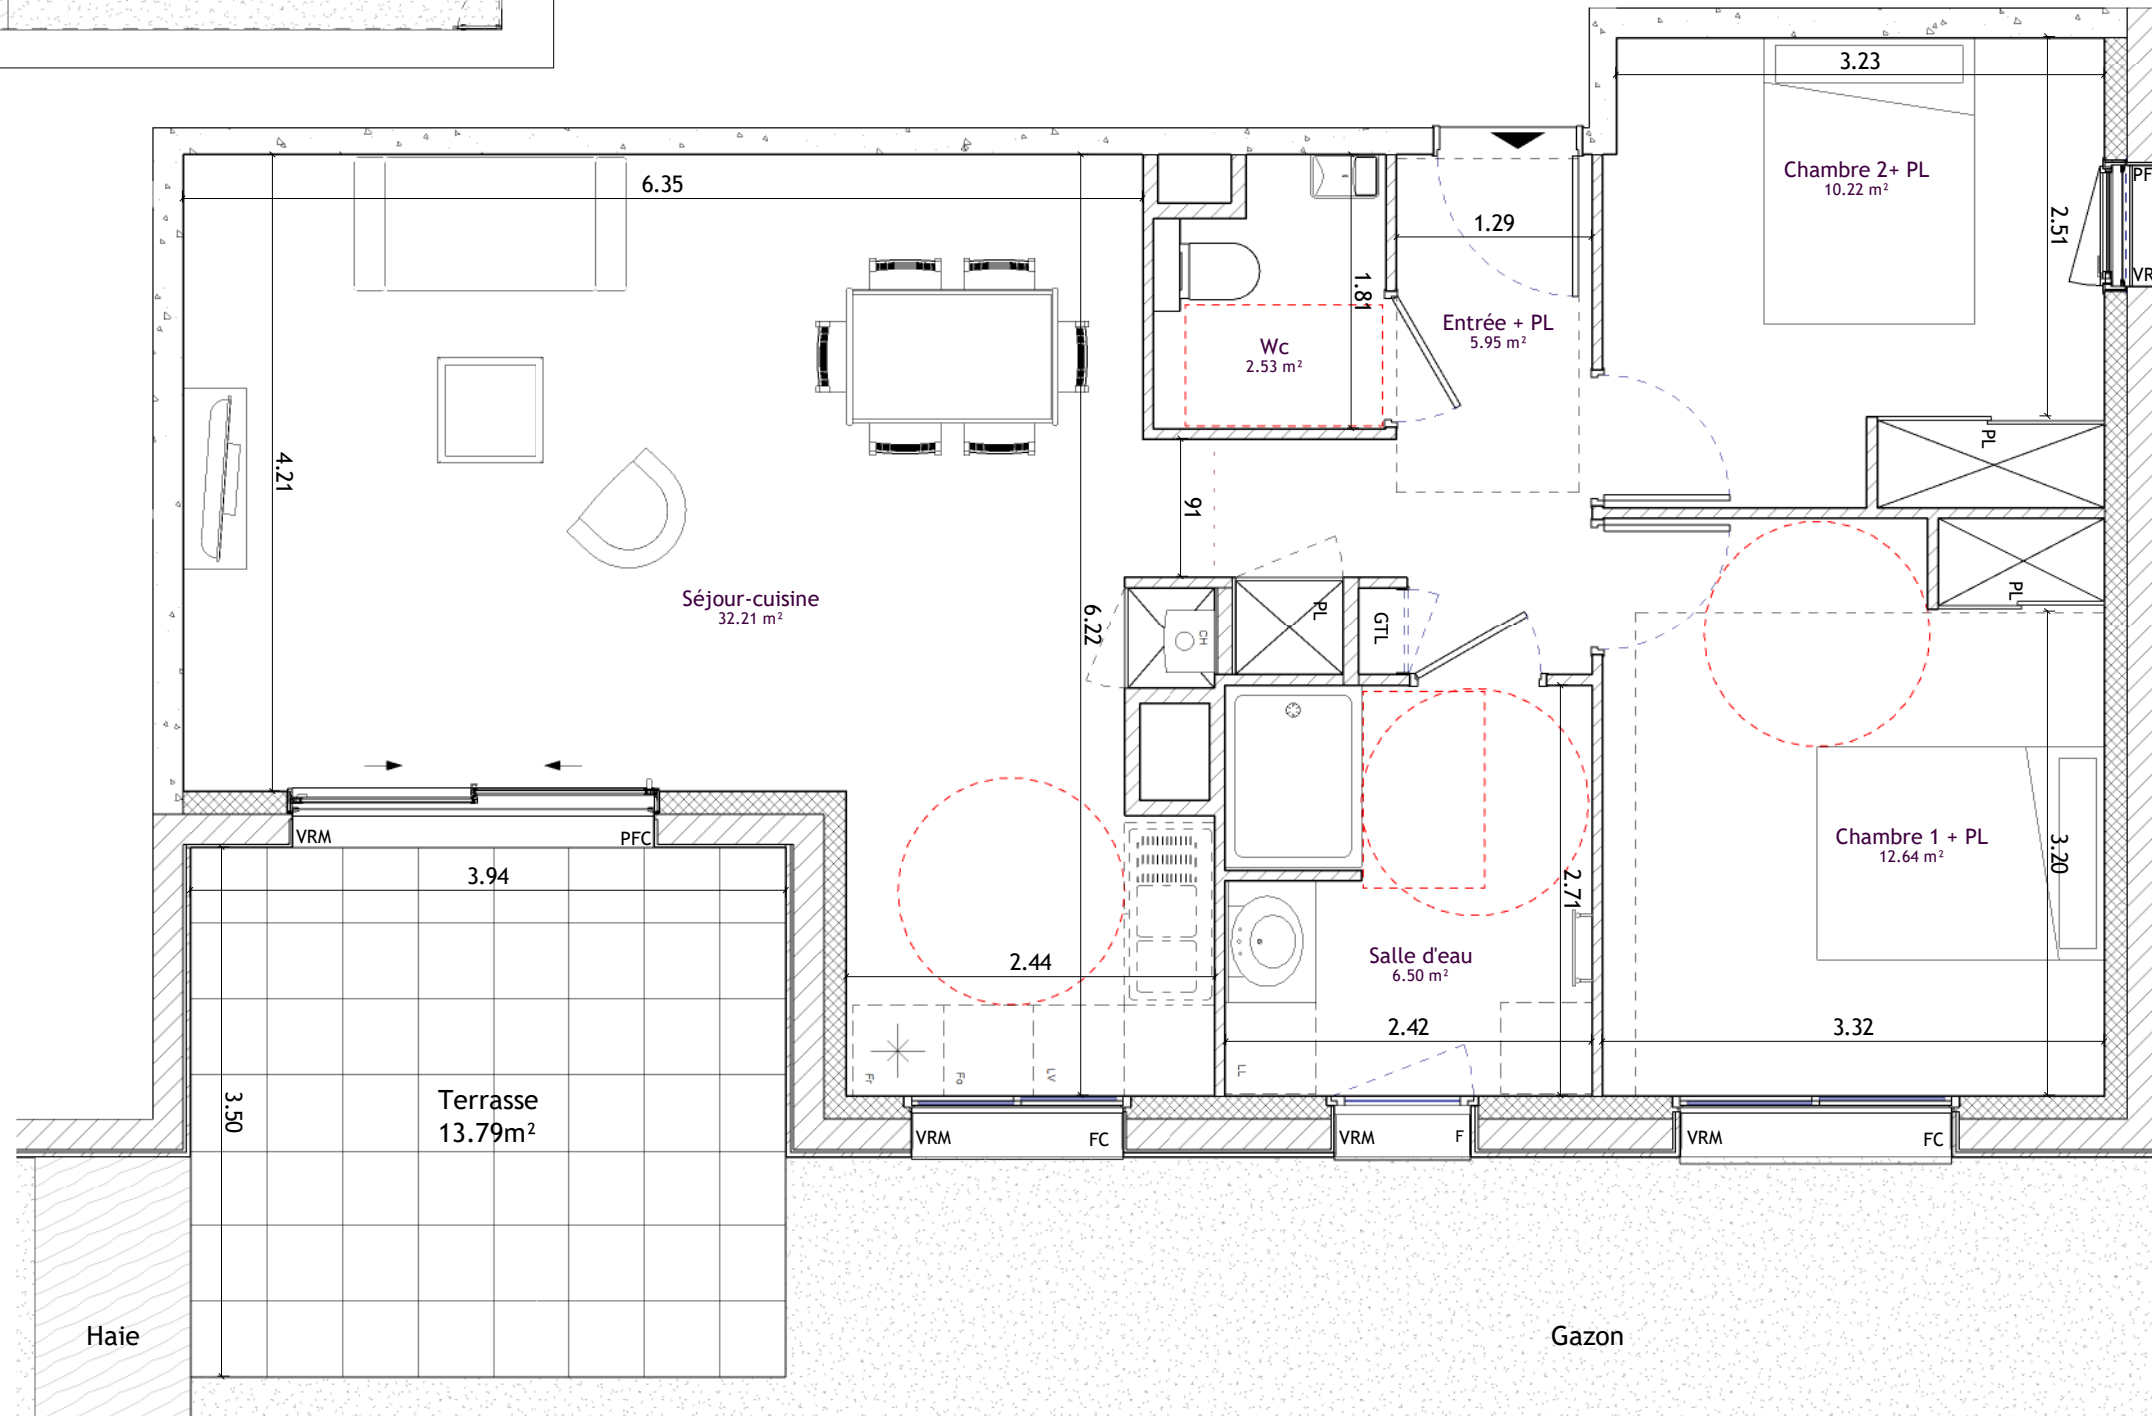 3.23
Chambre 2+ PL
10.22 m²
2.51
PF
VR
6.35
1.29
1.81
Entrée + PL
5.95 m²
Wc
2.53 m²
PL
4.21
91
Séjour-cuisine
32.21 m²
6.22
CH
PL
GTL
PL
VRM
PFC
3.94
Chambre 1 + PL
12.64 m²
3.20
2.71
2.44
Salle d'eau
6.50 m²
2.42
3.32
Fr
Fo
LV
LL
3.50
Terrasse
13.79m²
VRM
FC
VRM
F
VRM
FC
Haie
Gazon